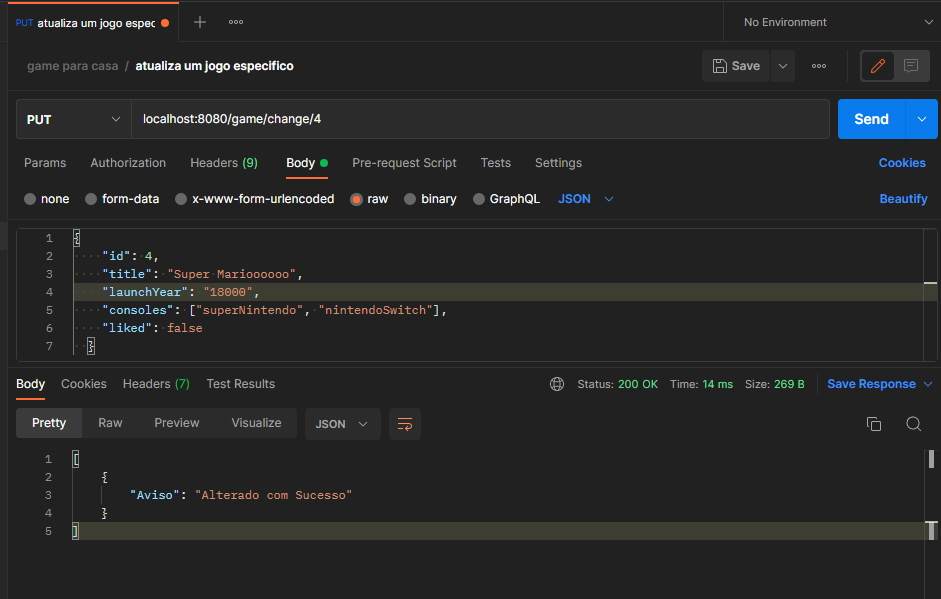 PUT atualiza um jogo espec
No Environment
game para casa / atualiza um jogo especifico
Save
PUT localhost:8080/game/change/4 Send
Params Authorization Headers (9) Body Pre-request Script Tests Settings Cookies
none form-data x-www-form-urlencoded raw binary GraphQL JSON Beautify
1 {
2 "id": 4,
3 "title": "Super Marioooooo",
4 "launchYear": "18000",
5 "consoles": ["superNintendo", "nintendoSwitch"],
6 "liked": false
7 }
Body Cookies Headers (7) Test Results Status: 200 OK Time: 14 ms Size: 269 B Save Response
Pretty Raw Preview Visualize JSON
1 [
2 {
3 "Aviso": "Alterado com Sucesso"
4 }
5 ]